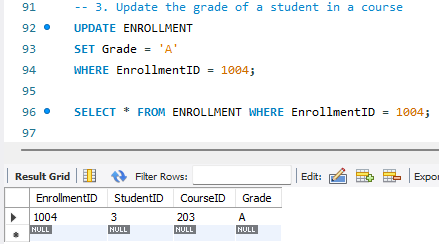 91 -- 3. Update the grade of a student in a course
92 UPDATE ENROLLMENT
93 SET Grade = 'A'
94 WHERE EnrollmentID = 1004;
95
96 SELECT * FROM ENROLLMENT WHERE EnrollmentID = 1004;
97
Result Grid Filter Rows: Edit: Expor
EnrollmentID StudentID CourseID Grade
1004 3 203 A
NULL NULL NULL NULL